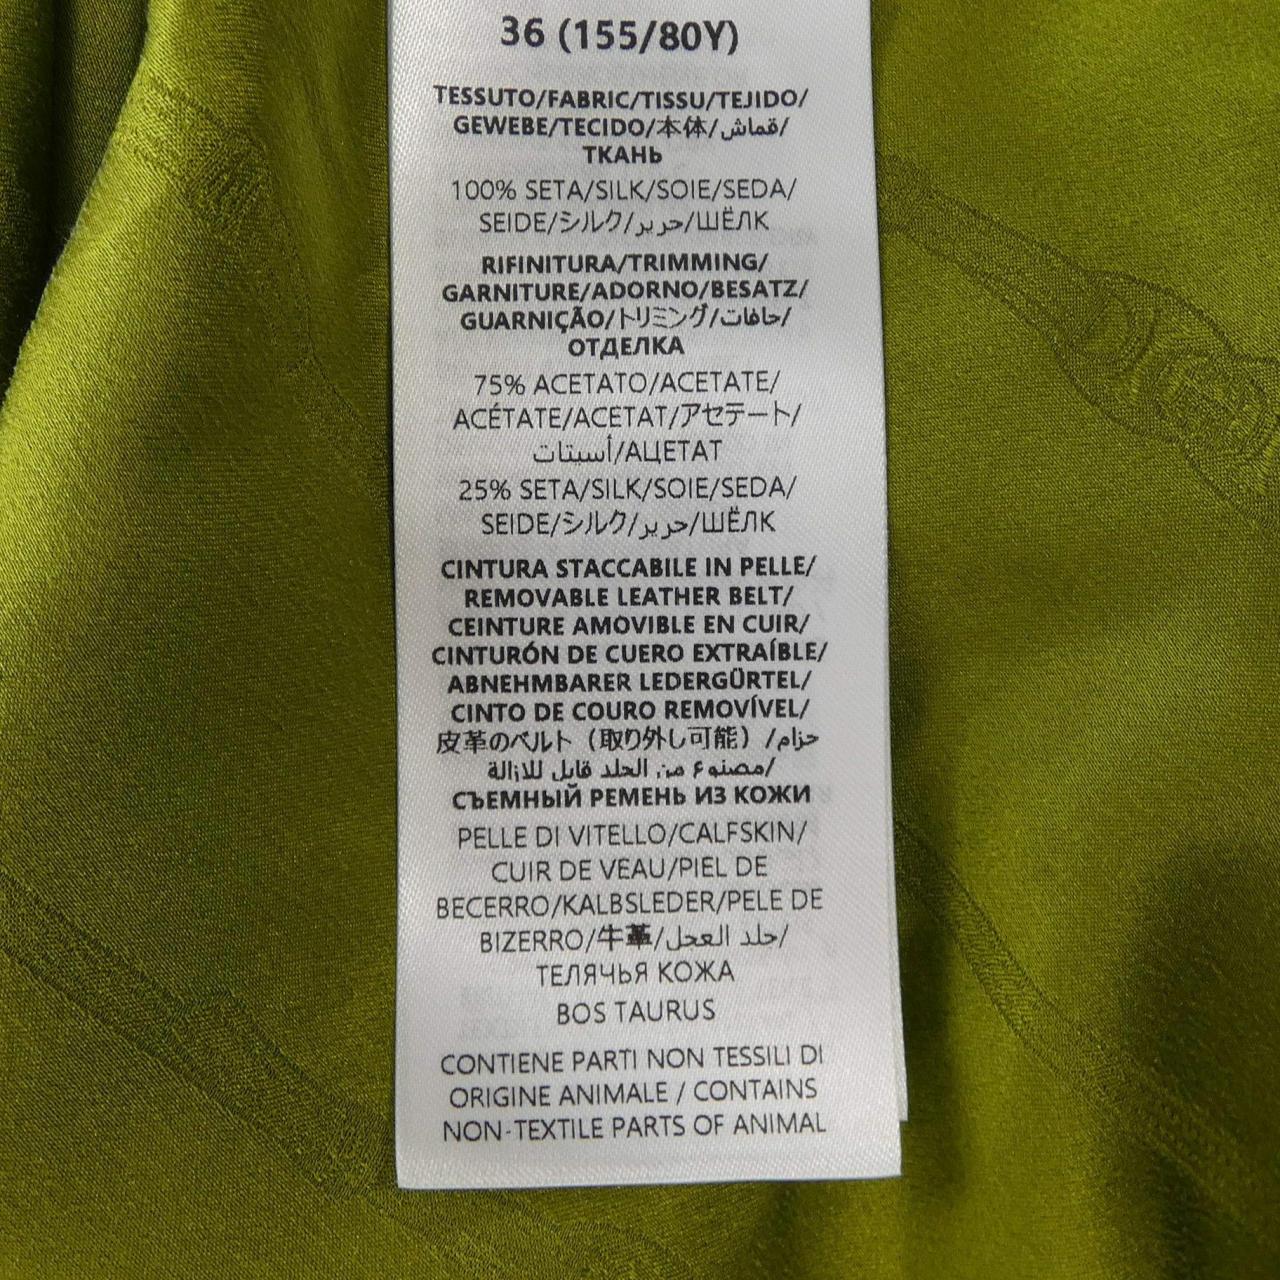 36 (155/80Y)
TESSUTO/FABRIC/TISSU/TEJIDO/
GEWEBE/TECIDO/本体/قماش/
ТКАНЬ
100% SETA/SILK/SOIE/SEDA/
SEIDE/シルク/حرير/ШЁЛК
RIFINITURA/TRIMMING/
GARNITURE/ADORNO/BESATZ/
GUARNIÇÃO/トリミング/حافات/
ОТДЕЛКА
75% ACETATO/ACETATE/
ACÉTATE/ACETAT/アセテート/
أسيتات/АЦЕТАТ
25% SETA/SILK/SOIE/SEDA/
SEIDE/シルク/حرير/ШЁЛК
CINTURA STACCABILE IN PELLE/
REMOVABLE LEATHER BELT/
CEINTURE AMOVIBLE EN CUIR/
CINTURÓN DE CUERO EXTRAÍBLE/
ABNEHMBARER LEDERGÜRTEL/
CINTO DE COURO REMOVÍVEL/
皮革のベルト（取り外し可能）/حزام
مصنوع من الجلد قابل للازالة/
СЪЕМНЫЙ РЕМЕНЬ ИЗ КОЖИ
PELLE DI VITELLO/CALFSKIN/
CUIR DE VEAU/PIEL DE
BECERRO/KALBSLEDER/PELE DE
BIZERRO/牛革/جلد العجل/
ТЕЛЯЧЬЯ КОЖА
BOS TAURUS
CONTIENE PARTI NON TESSILI DI
ORIGINE ANIMALE / CONTAINS
NON-TEXTILE PARTS OF ANIMAL